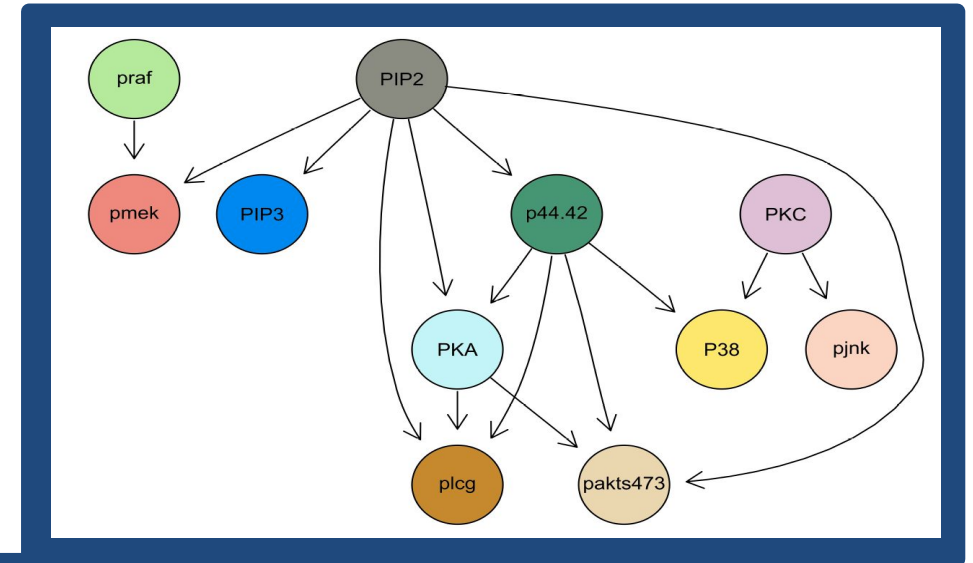 praf
PIP2
pmek
PIP3
p44.42
PKC
PKA
P38
pjnk
plcg
pakts473